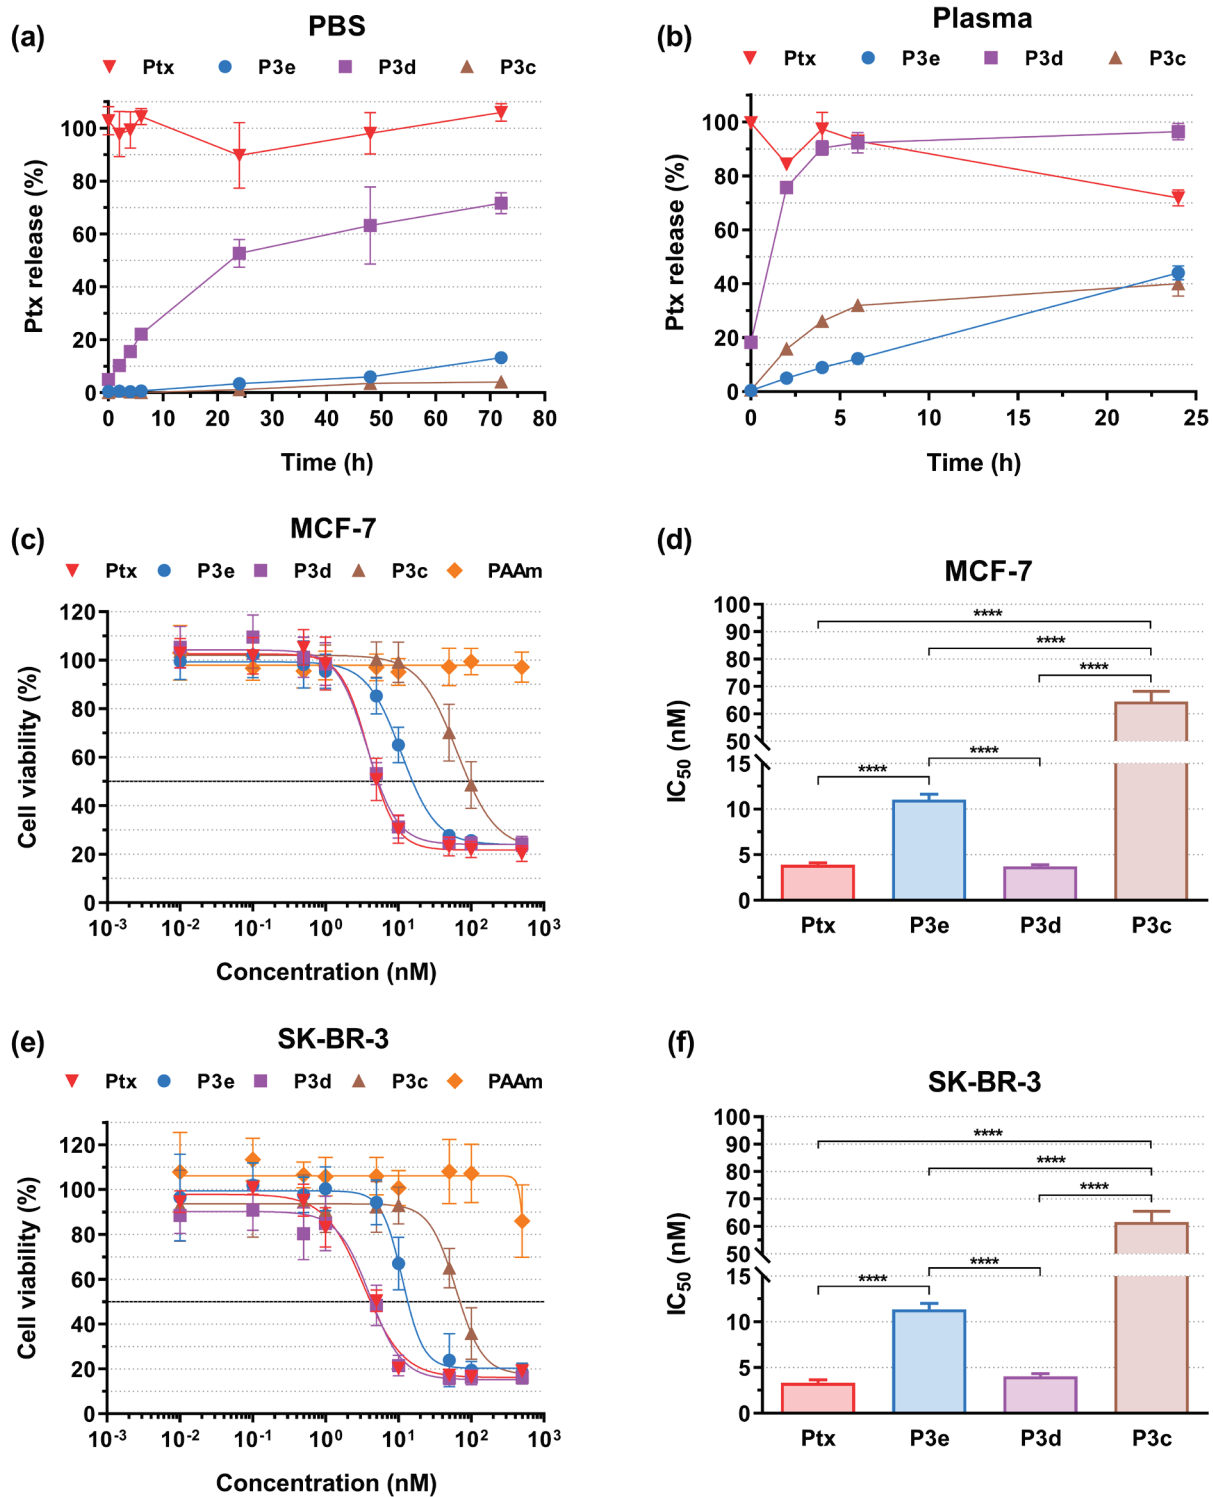 (a)
PBS
Ptx P3e P3d P3c
Ptx release (%)
100
80
60
40
20
0
0 10 20 30 40 50 60 70 80
Time (h)
(b)
Plasma
Ptx P3e P3d P3c
Ptx release (%)
100
80
60
40
20
0
0 5 10 15 20 25
Time (h)
(c)
MCF-7
Ptx P3e P3d P3c PAAm
Cell viability (%)
120
100
80
60
40
20
0
10-3 10-2 10-1 100 101 102 103
Concentration (nM)
(d)
MCF-7
IC50 (nM)
100
90
80
70
60
50
15
10
5
0
****
****
****
****
****
Ptx P3e P3d P3c
(e)
SK-BR-3
Ptx P3e P3d P3c PAAm
Cell viability (%)
120
100
80
60
40
20
0
10-3 10-2 10-1 100 101 102 103
Concentration (nM)
(f)
SK-BR-3
IC50 (nM)
100
90
80
70
60
50
15
10
5
0
****
****
****
****
****
Ptx P3e P3d P3c